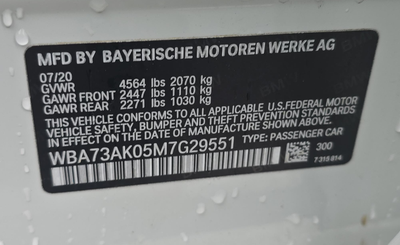 MFD BY BAYERISCHE MOTOREN WERKE AG
07/20
GVWR 4564 lbs 2070 kg
GAWR FRONT 2447 lbs 1110 kg
GAWR REAR 2271 lbs 1030 kg
THIS VEHICLE CONFORMS TO ALL APPLICABLE U.S.FEDERAL MOTOR
VEHICLE SAFETY, BUMPER, AND THEFT PREVENTION STANDARDS
IN EFFECT ON THE DATE OF MANUFACTURE SHOWN ABOVE.
WBA73AK05M7G29551 TYPE: PASSENGER CAR
300
7 315 814